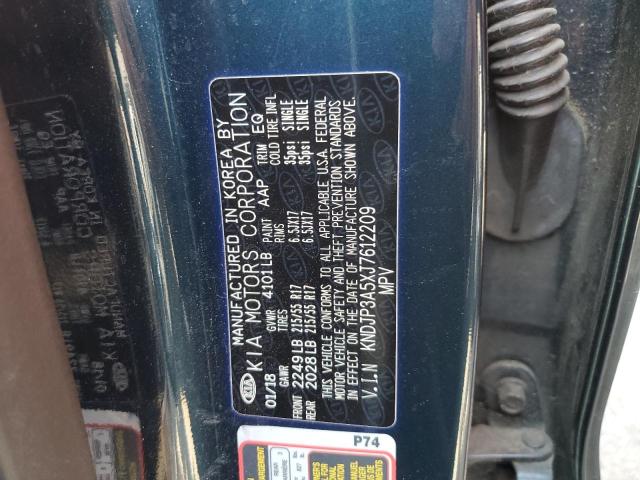 MANUFACTURED IN KOREA BY
KIA MOTORS CORPORATION
01/18 GVWR 4101LB PAINT AAP TRIM EQ
GAWR TIRES RIMS COLD TIRE INFL
FRONT 2249LB 215/55 R17 6.5JX17 35psi SINGLE
REAR 2028LB 215/55 R17 6.5JX17 35psi SINGLE
THIS VEHICLE CONFORMS TO ALL APPLICABLE U.S.A. FEDERAL
MOTOR VEHICLE SAFETY AND THEFT PREVENTION STANDARDS
IN EFFECT ON THE DATE OF MANUFACTURE SHOWN ABOVE.
V.I.N KNDJP3A5XJ7612209
MPV
KIA
P74
REAR